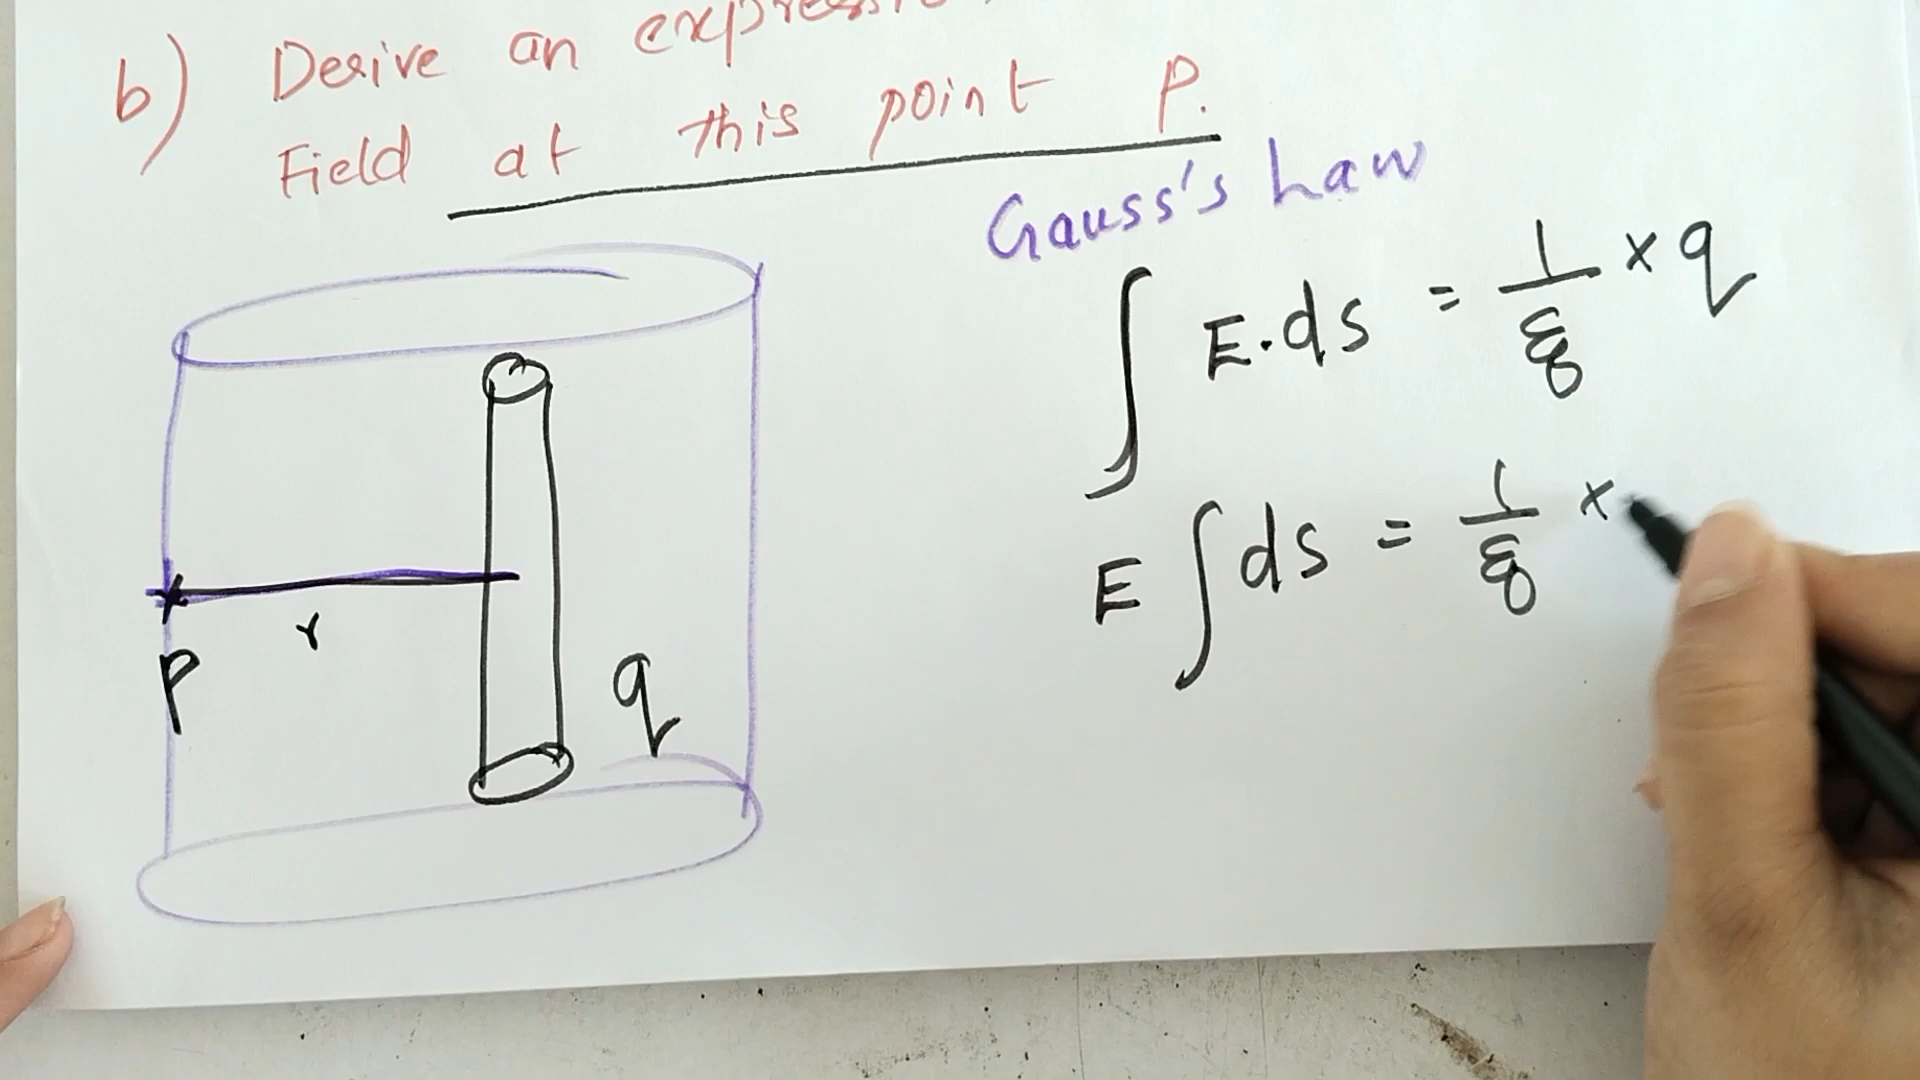 b) Derive an
Field at this point P.
Gauss's Law
∫ E.ds = 1/ε0 × q
E ∫ ds = 1/ε0 ×
r
P
q